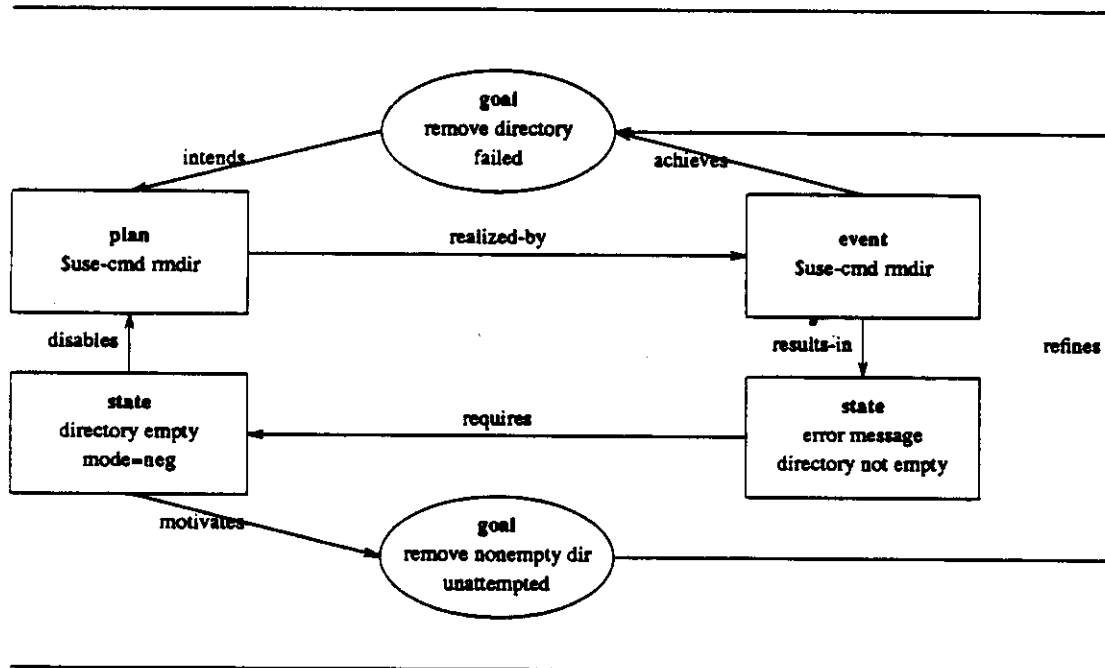 goal
remove directory
failed
intends
achieves
plan
$use-cmd rmdir
realized-by
event
$use-cmd rmdir
disables
results-in
refines
state
directory empty
mode=neg
requires
state
error message
directory not empty
motivates
goal
remove nonempty dir
unattempted